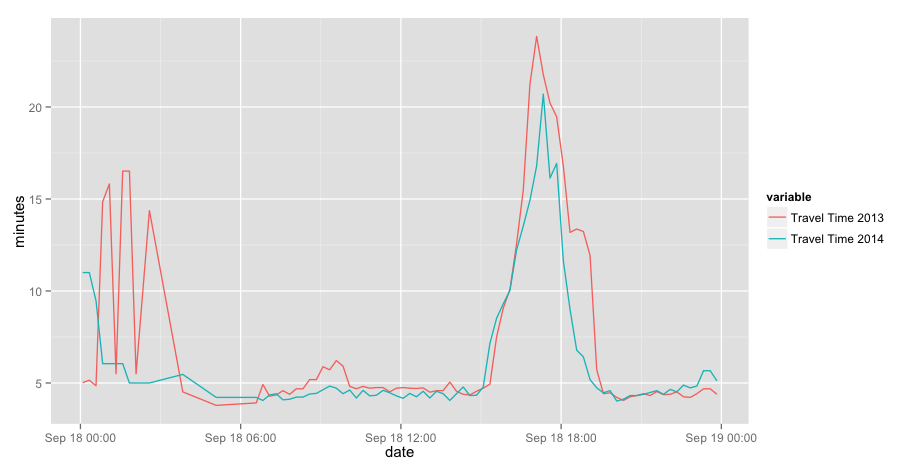 minutes
20
15
10
5
Sep 18 00:00
Sep 18 06:00
Sep 18 12:00
Sep 18 18:00
Sep 19 00:00
date
variable
Travel Time 2013
Travel Time 2014